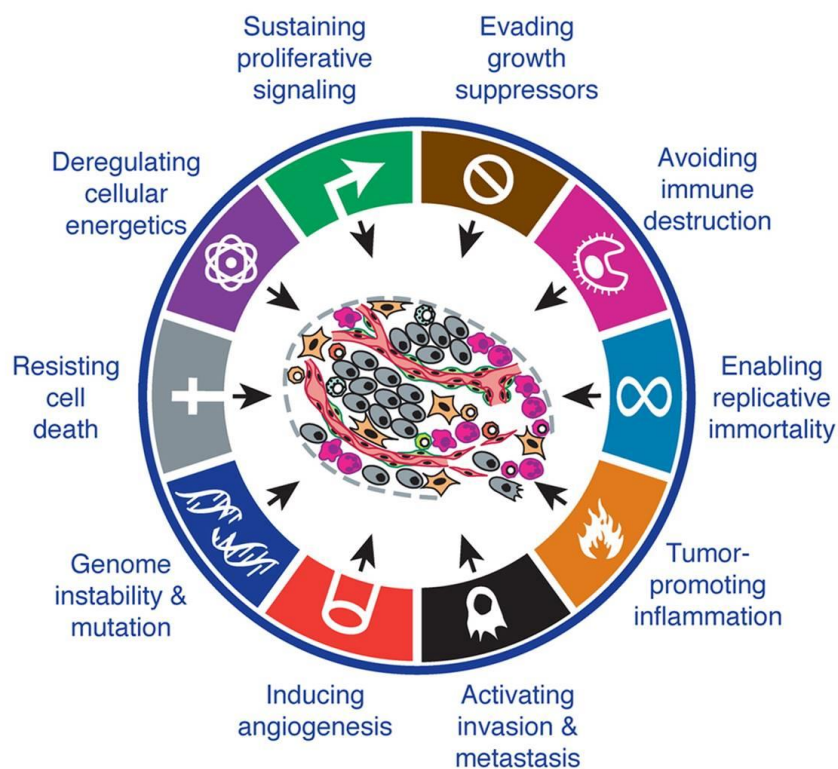 Sustaining
proliferative
signaling
Evading
growth
suppressors
Avoiding
immune
destruction
Enabling
replicative
immortality
Tumor-
promoting
inflammation
Activating
invasion &
metastasis
Inducing
angiogenesis
Genome
instability &
mutation
Resisting
cell
death
Deregulating
cellular
energetics